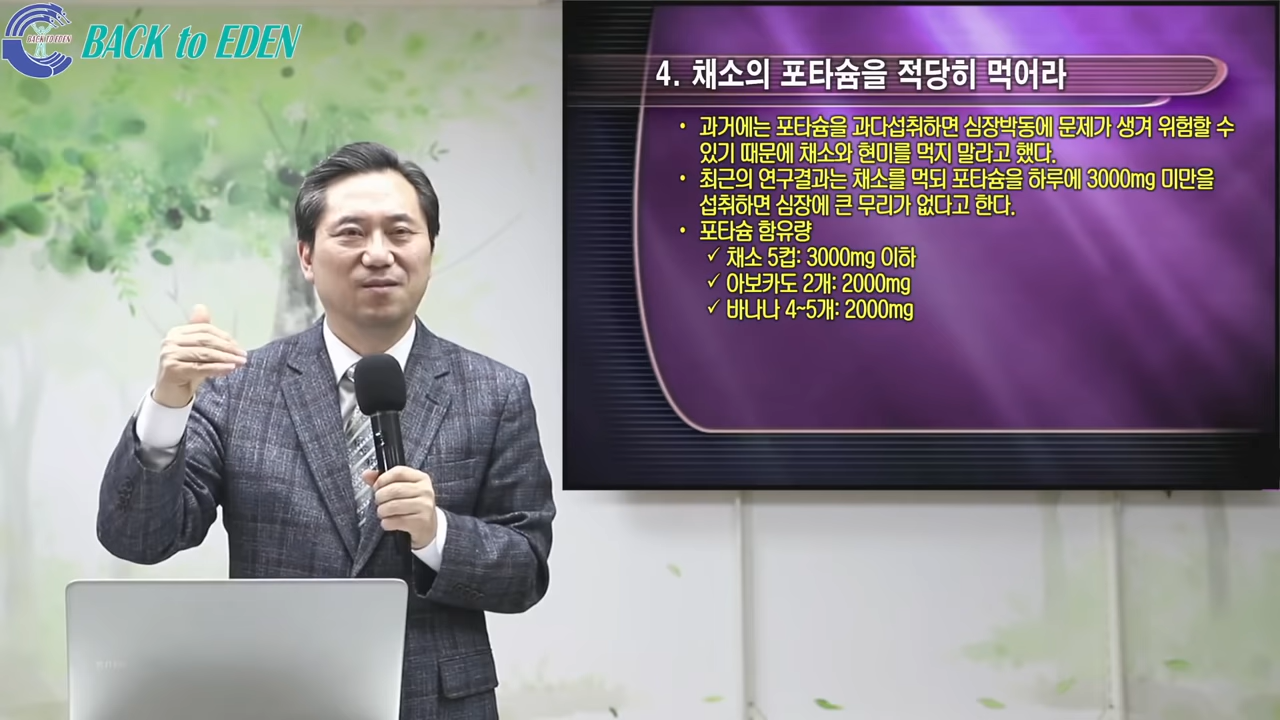 BACK TO EDEN
BACK to EDEN
4. 채소의 포타슘을 적당히 먹어라
• 과거에는 포타슘을 과다섭취하면 심장박동에 문제가 생겨 위험할 수
있기 때문에 채소와 현미를 먹지 말라고 했다.
• 최근의 연구결과는 채소를 먹되 포타슘을 하루에 3000mg 미만을
섭취하면 심장에 큰 무리가 없다고 한다.
• 포타슘 함유량
✓ 채소 5컵: 3000mg 이하
✓ 아보카도 2개: 2000mg
✓ 바나나 4~5개: 2000mg